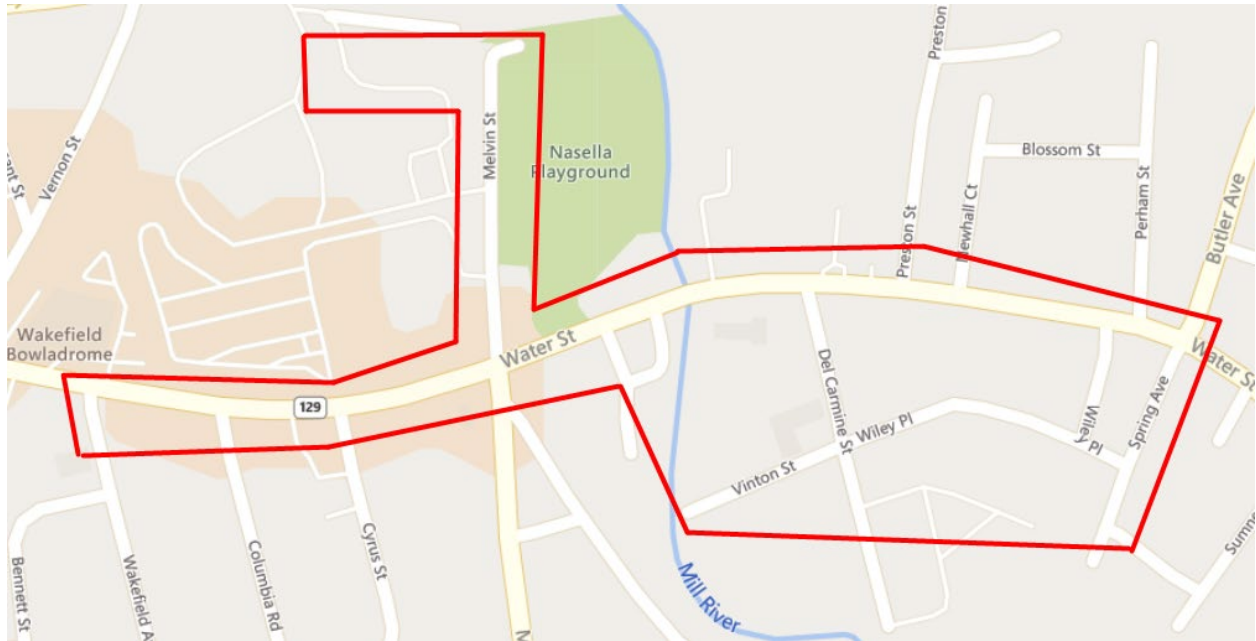 Preston
Vernon St
Melvin St
Nasella
Playground
Blossom St
Perham St
Butler Ave
Preston St
Newhall Ct
Wakefield
Bowladrome
Water St
Water St
129
Del Carmine St
Wiley Pl
Wiley Pl
Spring Ave
Vinton St
Cyrus St
Columbia Rd
Wakefield A
Bennett St
Mill River
Sumne
M